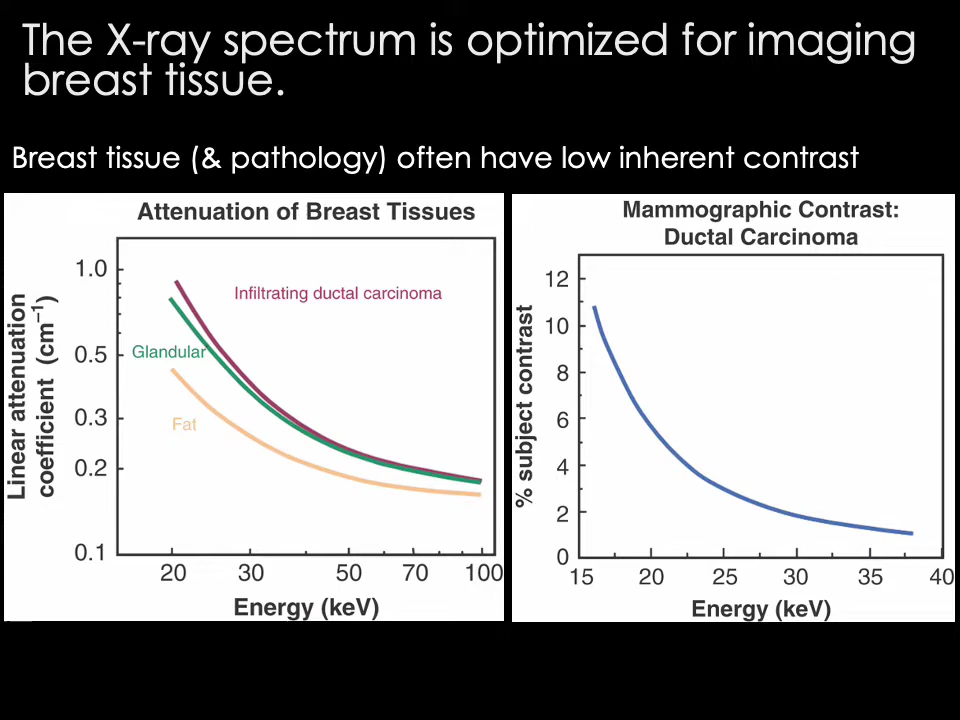 The X-ray spectrum is optimized for imaging
breast tissue.
Breast tissue (& pathology) often have low inherent contrast
Attenuation of Breast Tissues
Linear attenuation
coefficient (cm⁻¹)
1.0
0.5
0.3
0.2
0.1
Infiltrating ductal carcinoma
Glandular
Fat
20 30 50 70 100
Energy (keV)
Mammographic Contrast:
Ductal Carcinoma
% subject contrast
12
10
8
6
4
2
0
15 20 25 30 35 40
Energy (keV)